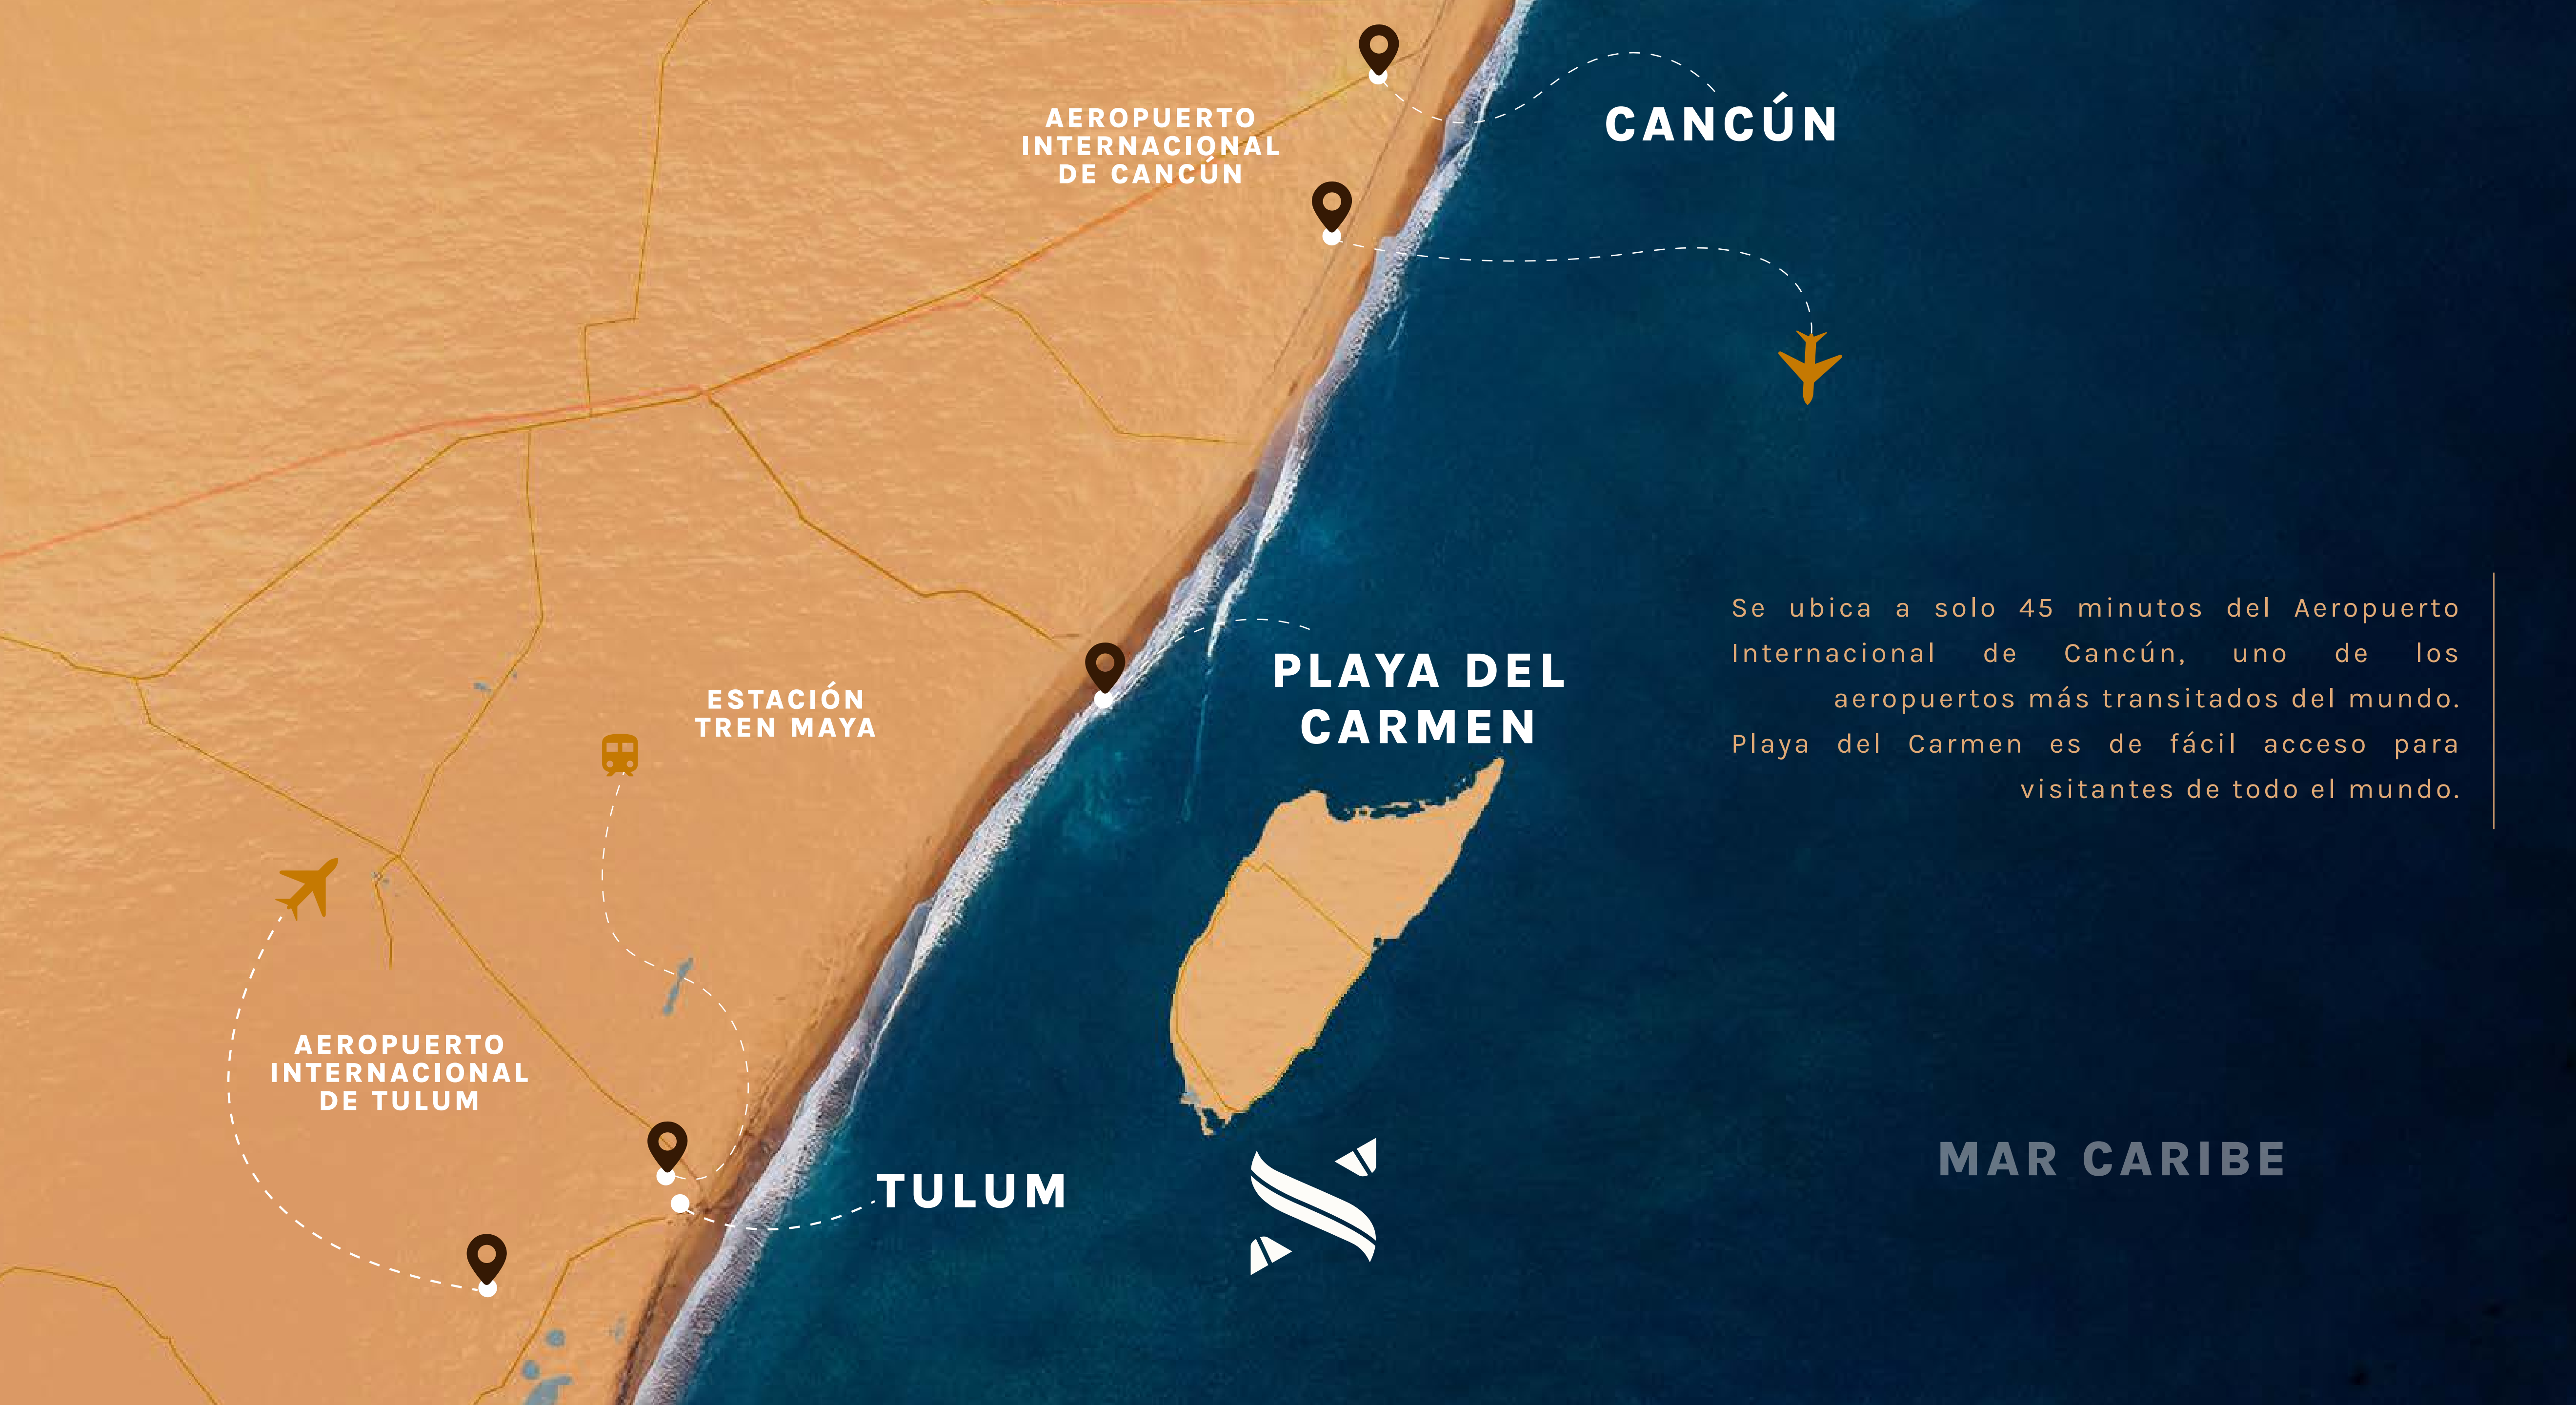 CANCÚN
AEROPUERTO
INTERNACIONAL
DE CANCÚN
Se ubica a solo 45 minutos del Aeropuerto
Internacional de Cancún, uno de los
aeropuertos más transitados del mundo.
Playa del Carmen es de fácil acceso para
visitantes de todo el mundo.
PLAYA DEL
CARMEN
ESTACIÓN
TREN MAYA
AEROPUERTO
INTERNACIONAL
DE TULUM
TULUM
MAR CARIBE